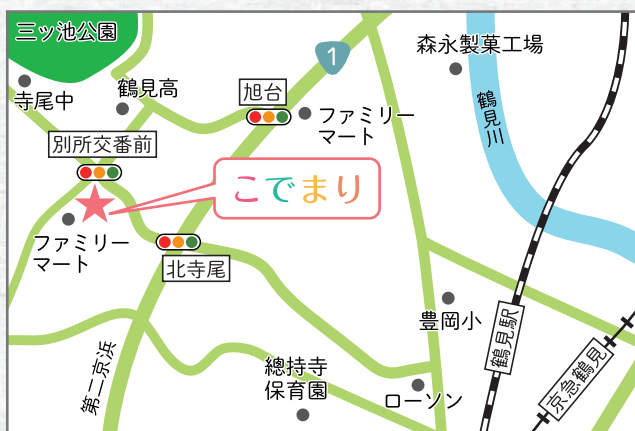 三ッ池公園
寺尾中
鶴見高
旭台
1
森永製菓工場
鶴見川
ファミリー
マート
別所交番前
こでまり
ファミリー
マート
北寺尾
第二京浜
總持寺
保育園
豊岡小
ローソン
鶴見駅
京急鶴見